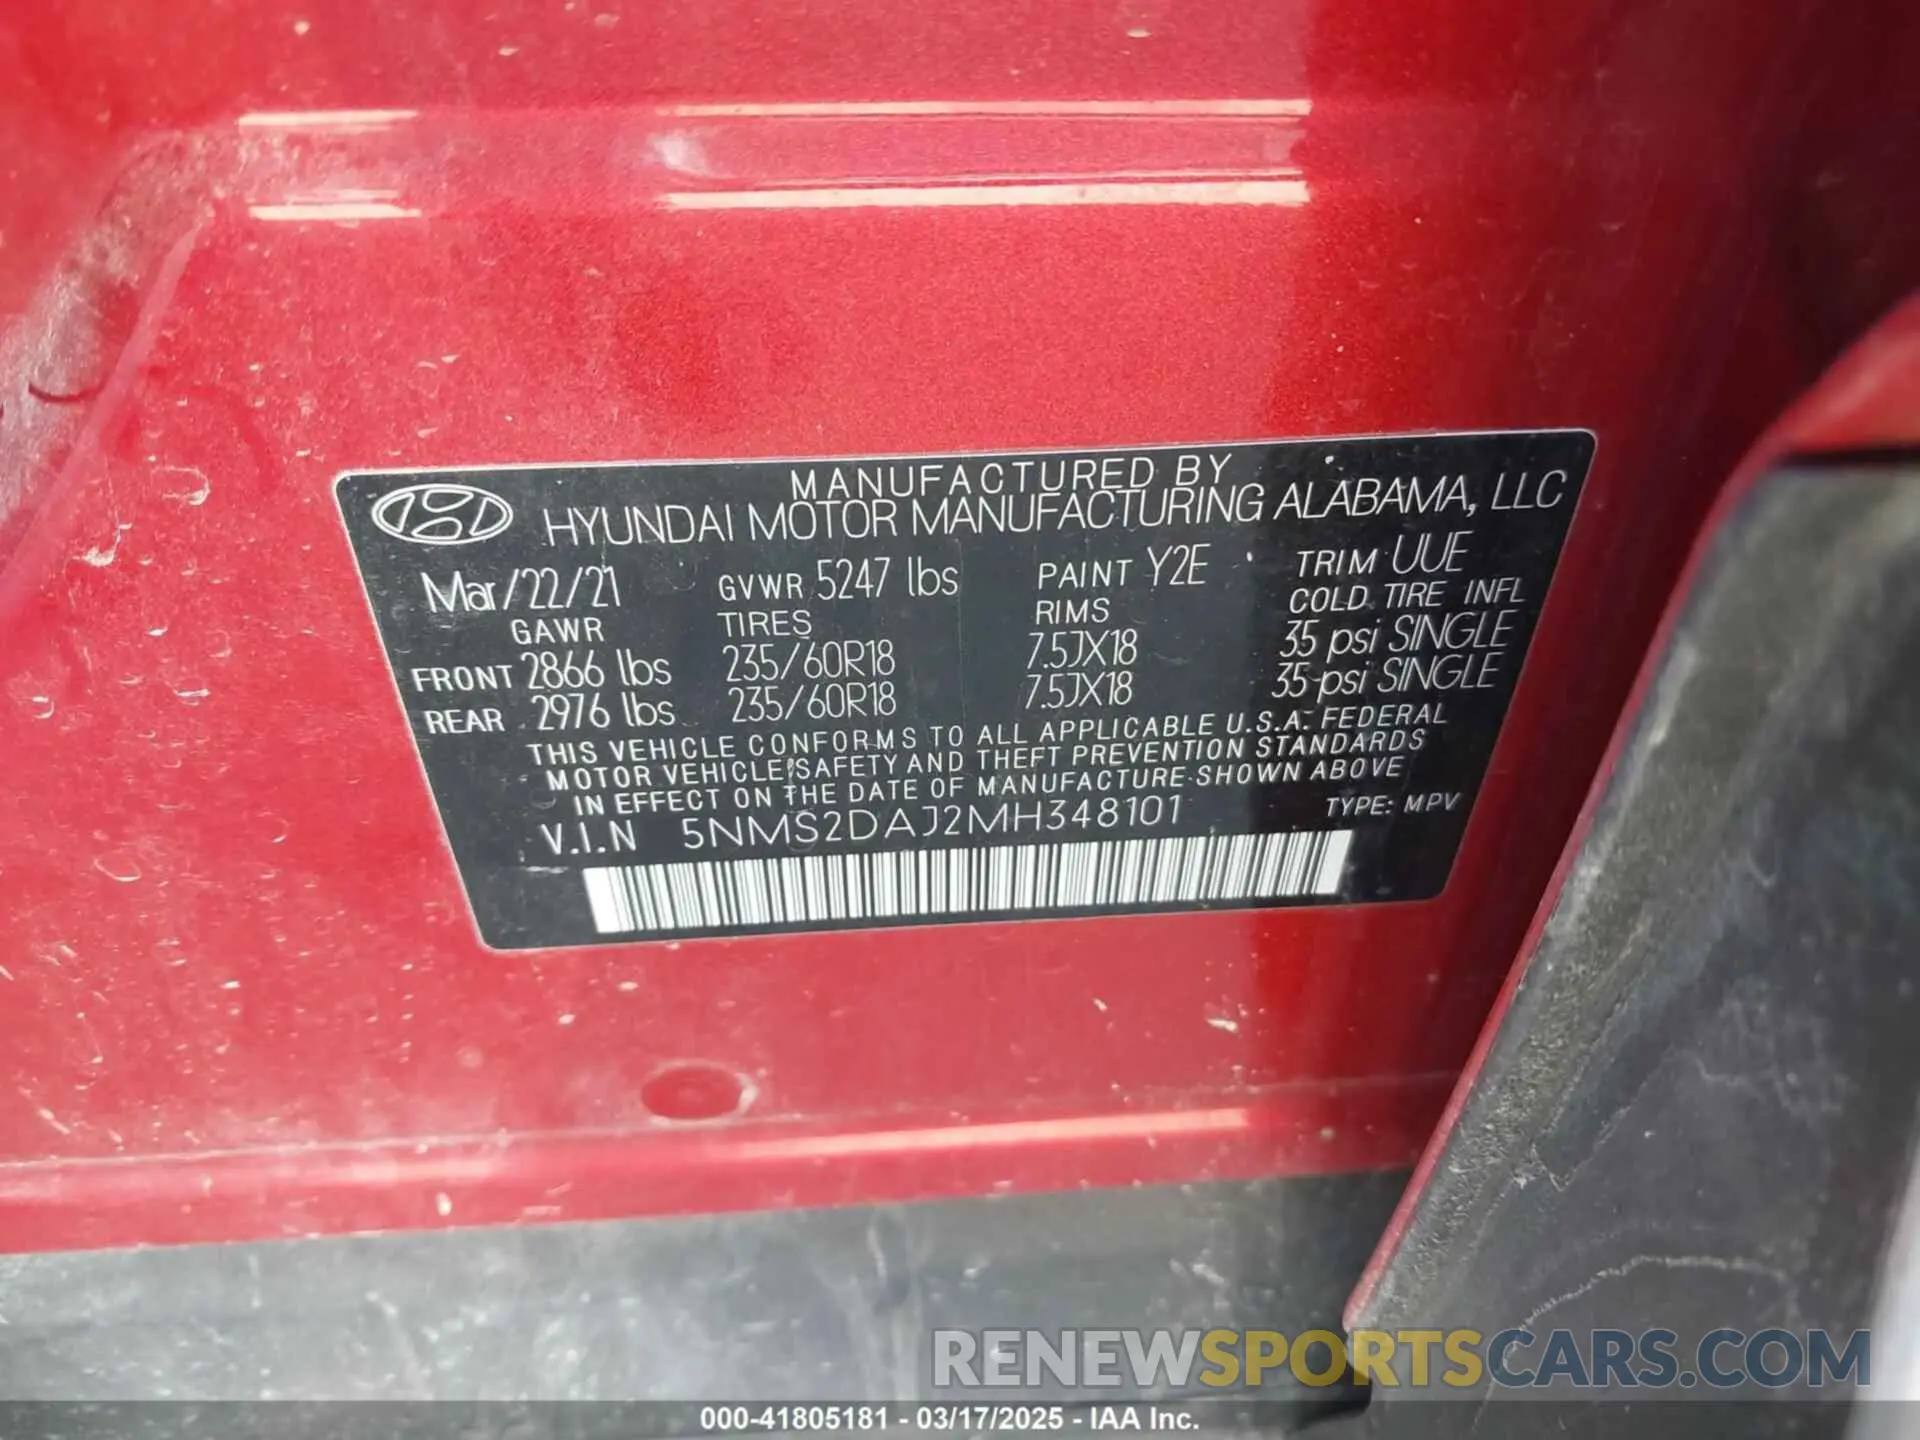 MANUFACTURED BY
HYUNDAI MOTOR MANUFACTURING ALABAMA, LLC
Mar/22/21 GVWR 5247 lbs PAINT Y2E TRIM UUE
GAWR TIRES RIMS COLD TIRE INFL
FRONT 2866 lbs 235/60R18 7.5JX18 35 psi SINGLE
REAR 2976 lbs 235/60R18 7.5JX18 35 psi SINGLE
THIS VEHICLE CONFORMS TO ALL APPLICABLE U.S.A. FEDERAL
MOTOR VEHICLE SAFETY AND THEFT PREVENTION STANDARDS
IN EFFECT ON THE DATE OF MANUFACTURE SHOWN ABOVE
V.I.N 5NMS2DAJ2MH348101 TYPE: MPV
RENEWSPORTSCARS.COM
000-41805181 - 03/17/2025 - IAA Inc.